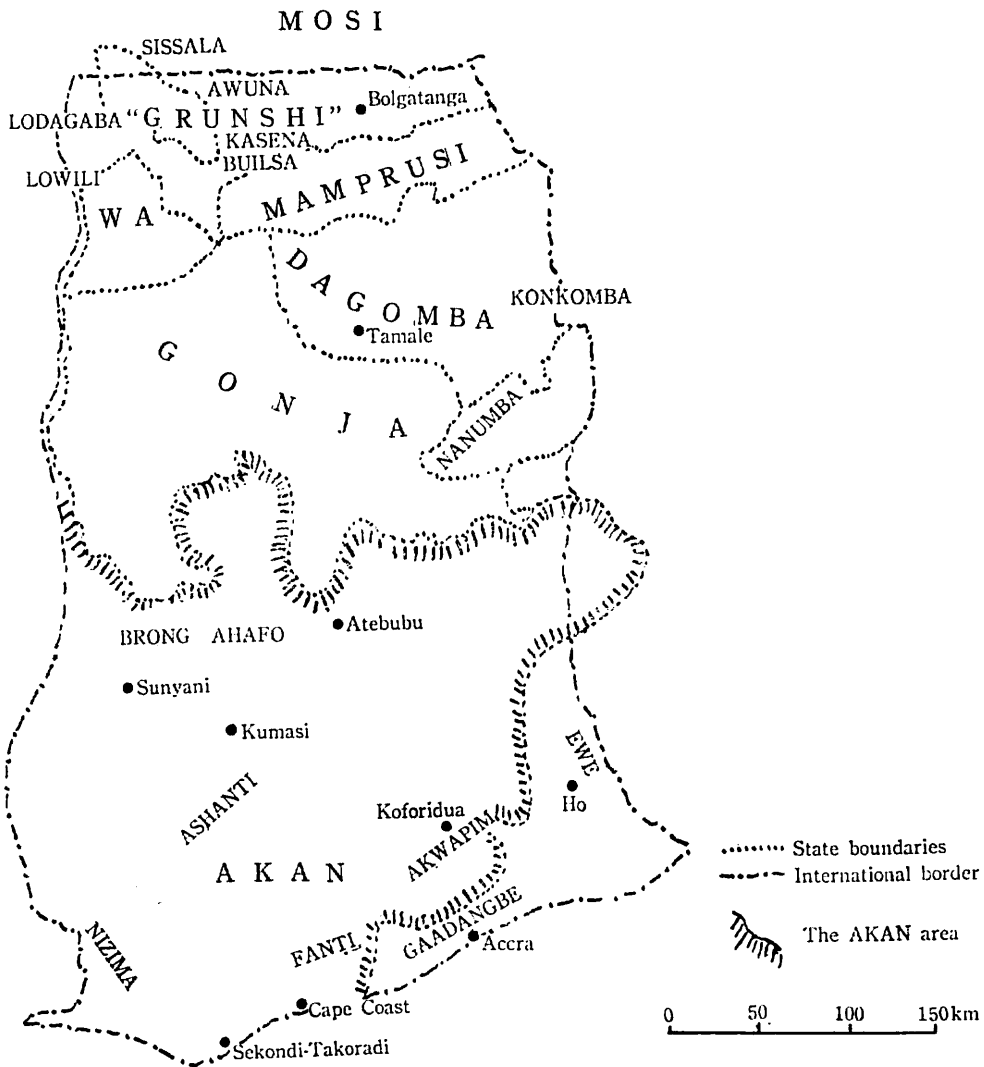 MOSI
SISSALA
AWUNA
LODAGABA "GRUNSHI"
Bolgatanga
KASENA
BUILSA
LOWILI
MAMPRUSI
WA
DAGOMBA
KONKOMBA
Tamale
GONJA
NANUMBA
BRONG AHAFO
Atebubu
Sunyani
Kumasi
ASHANTI
EWE
Ho
Koforidua
AKWAPIM
AKAN
FANTI
GAADANGBE
Accra
NIZIMA
Cape Coast
Sekondi-Takoradi
State boundaries
International border
The AKAN area
0 50 100 150km